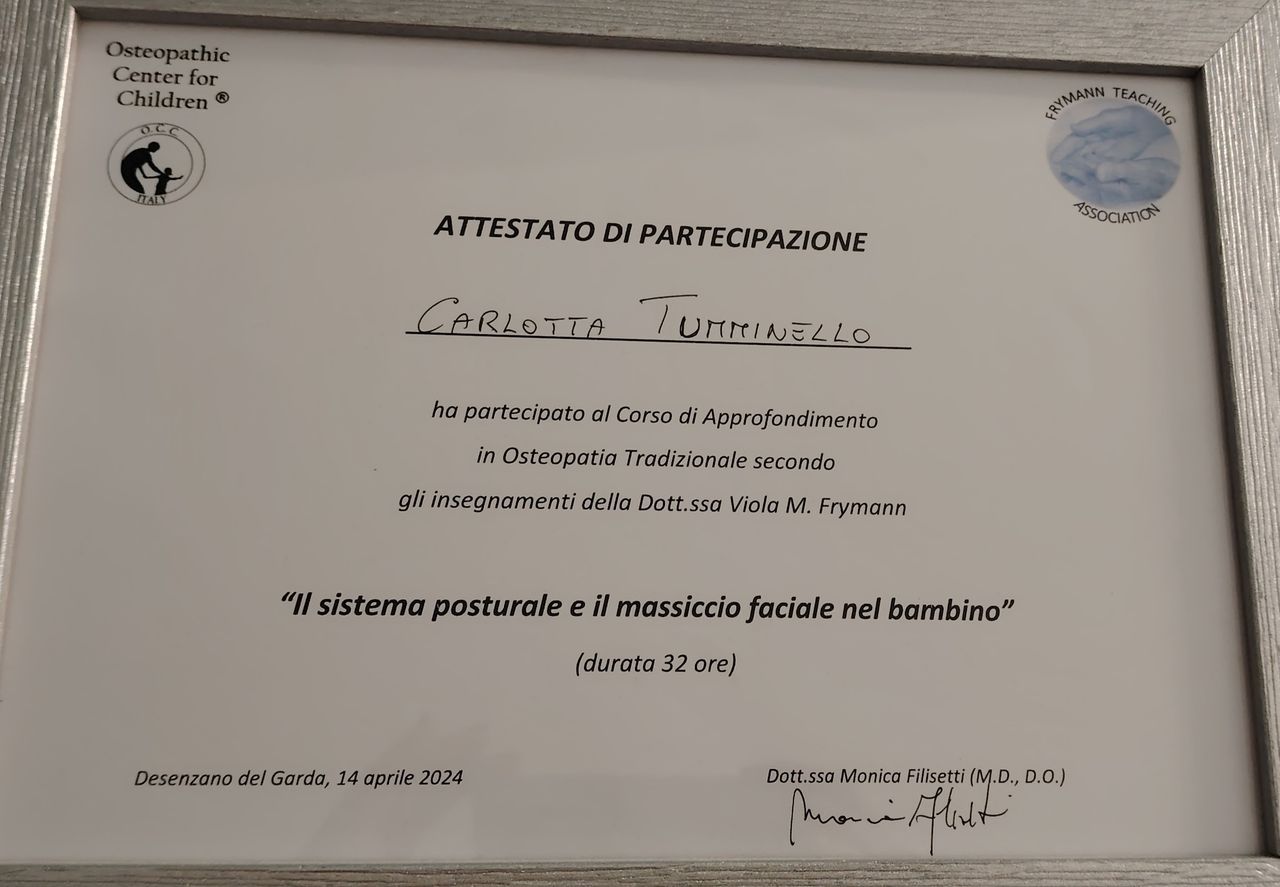 Osteopathic
Center for
Children ®
O.C.C
ITALY
FRYMANN TEACHING
ASSOCIATION
ATTESTATO DI PARTECIPAZIONE
CARLOTTA TUMMINELLO
ha partecipato al Corso di Approfondimento
in Osteopatia Tradizionale secondo
gli insegnamenti della Dott.ssa Viola M. Frymann
“Il sistema posturale e il massiccio faciale nel bambino”
(durata 32 ore)
Desenzano del Garda, 14 aprile 2024
Dott.ssa Monica Filisetti (M.D., D.O.)